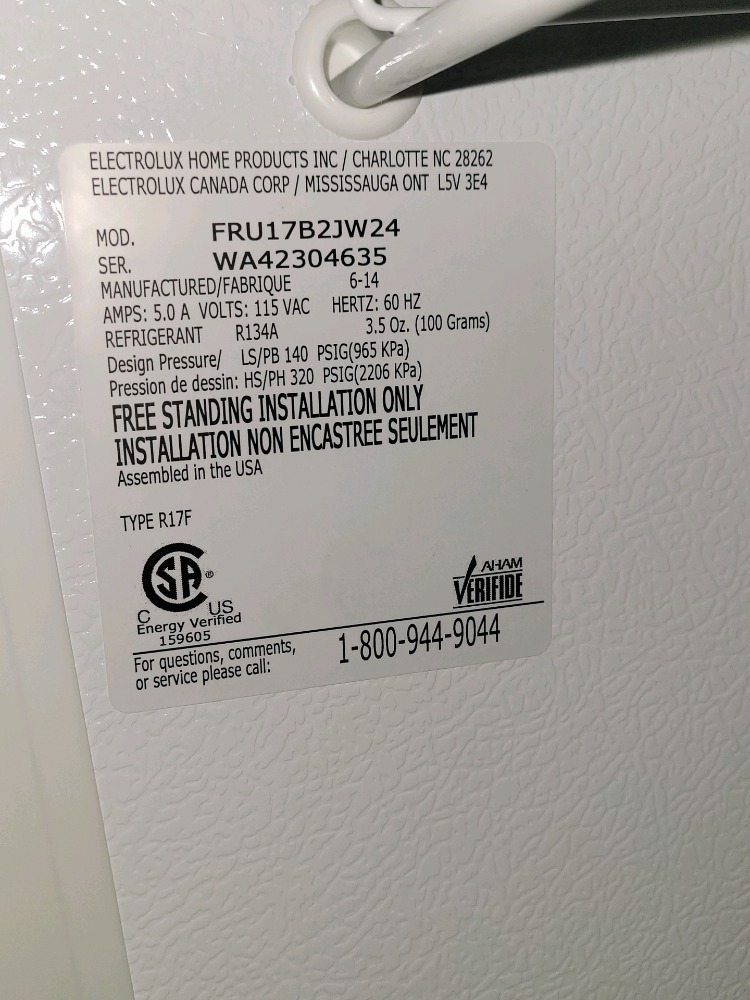 ELECTROLUX HOME PRODUCTS INC / CHARLOTTE NC 28262
ELECTROLUX CANADA CORP / MISSISSAUGA ONT L5V 3E4
MOD. FRU17B2JW24
SER. WA42304635
MANUFACTURED/FABRIQUE 6-14
AMPS: 5.0 A VOLTS: 115 VAC HERTZ: 60 HZ
REFRIGERANT R134A 3.5 Oz. (100 Grams)
Design Pressure/ LS/PB 140 PSIG(965 KPa)
Pression de dessin: HS/PH 320 PSIG(2206 KPa)
FREE STANDING INSTALLATION ONLY
INSTALLATION NON ENCASTREE SEULEMENT
Assembled in the USA
TYPE R17F
CSA ®
C US
Energy Verified
159605
AHAM
VERIFIDE
For questions, comments,
or service please call:
1-800-944-9044